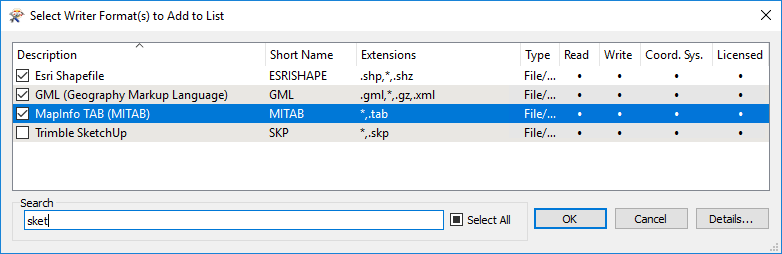 Select Writer Format(s) to Add to List
Description Short Name Extensions Type Read Write Coord. Sys. Licensed
Esri Shapefile ESRISHAPE .shp,*,.shz File/... • • • •
GML (Geography Markup Language) GML .gml,*,.gz,.xml File/... • • • •
MapInfo TAB (MITAB) MITAB *,.tab File/... • • • •
Trimble SketchUp SKP *,.skp File/... • • • •
Search
sket Select All OK Cancel Details...